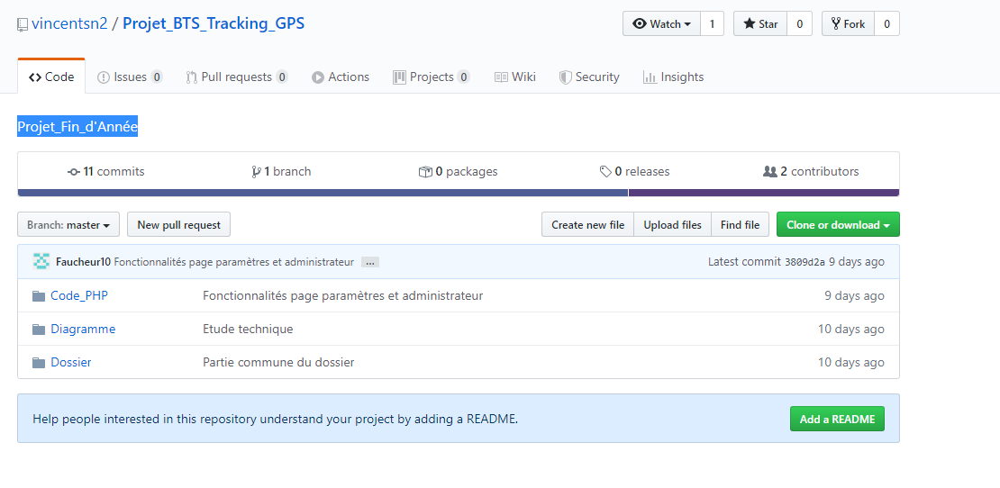 vincentsn2 / Projet_BTS_Tracking_GPS Watch 1 Star 0 Fork 0
Code Issues 0 Pull requests 0 Actions Projects 0 Wiki Security Insights
Projet_Fin_d'Année
11 commits 1 branch 0 packages 0 releases 2 contributors
Branch: master New pull request Create new file Upload files Find file Clone or download
Faucheur10 Fonctionnalités page paramètres et administrateur ... Latest commit 3809d2a 9 days ago
Code_PHP Fonctionnalités page paramètres et administrateur 9 days ago
Diagramme Etude technique 10 days ago
Dossier Partie commune du dossier 10 days ago
Help people interested in this repository understand your project by adding a README. Add a README